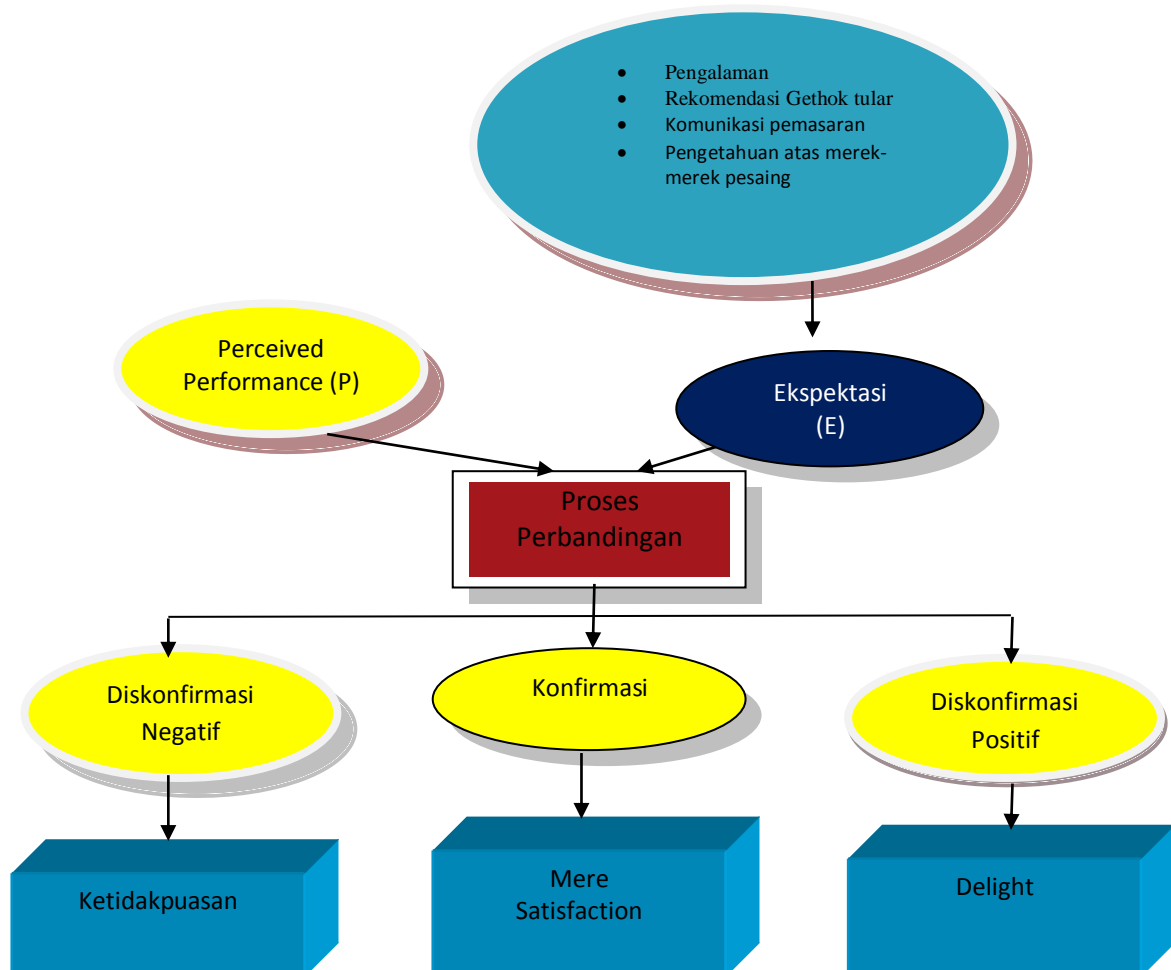 • Pengalaman
• Rekomendasi Gethok tular
• Komunikasi pemasaran
• Pengetahuan atas merek-
merek pesaing
Perceived
Performance (P)
Ekspektasi
(E)
Proses
Perbandingan
Diskonfirmasi
Negatif
Konfirmasi
Diskonfirmasi
Positif
Ketidakpuasan
Mere
Satisfaction
Delight